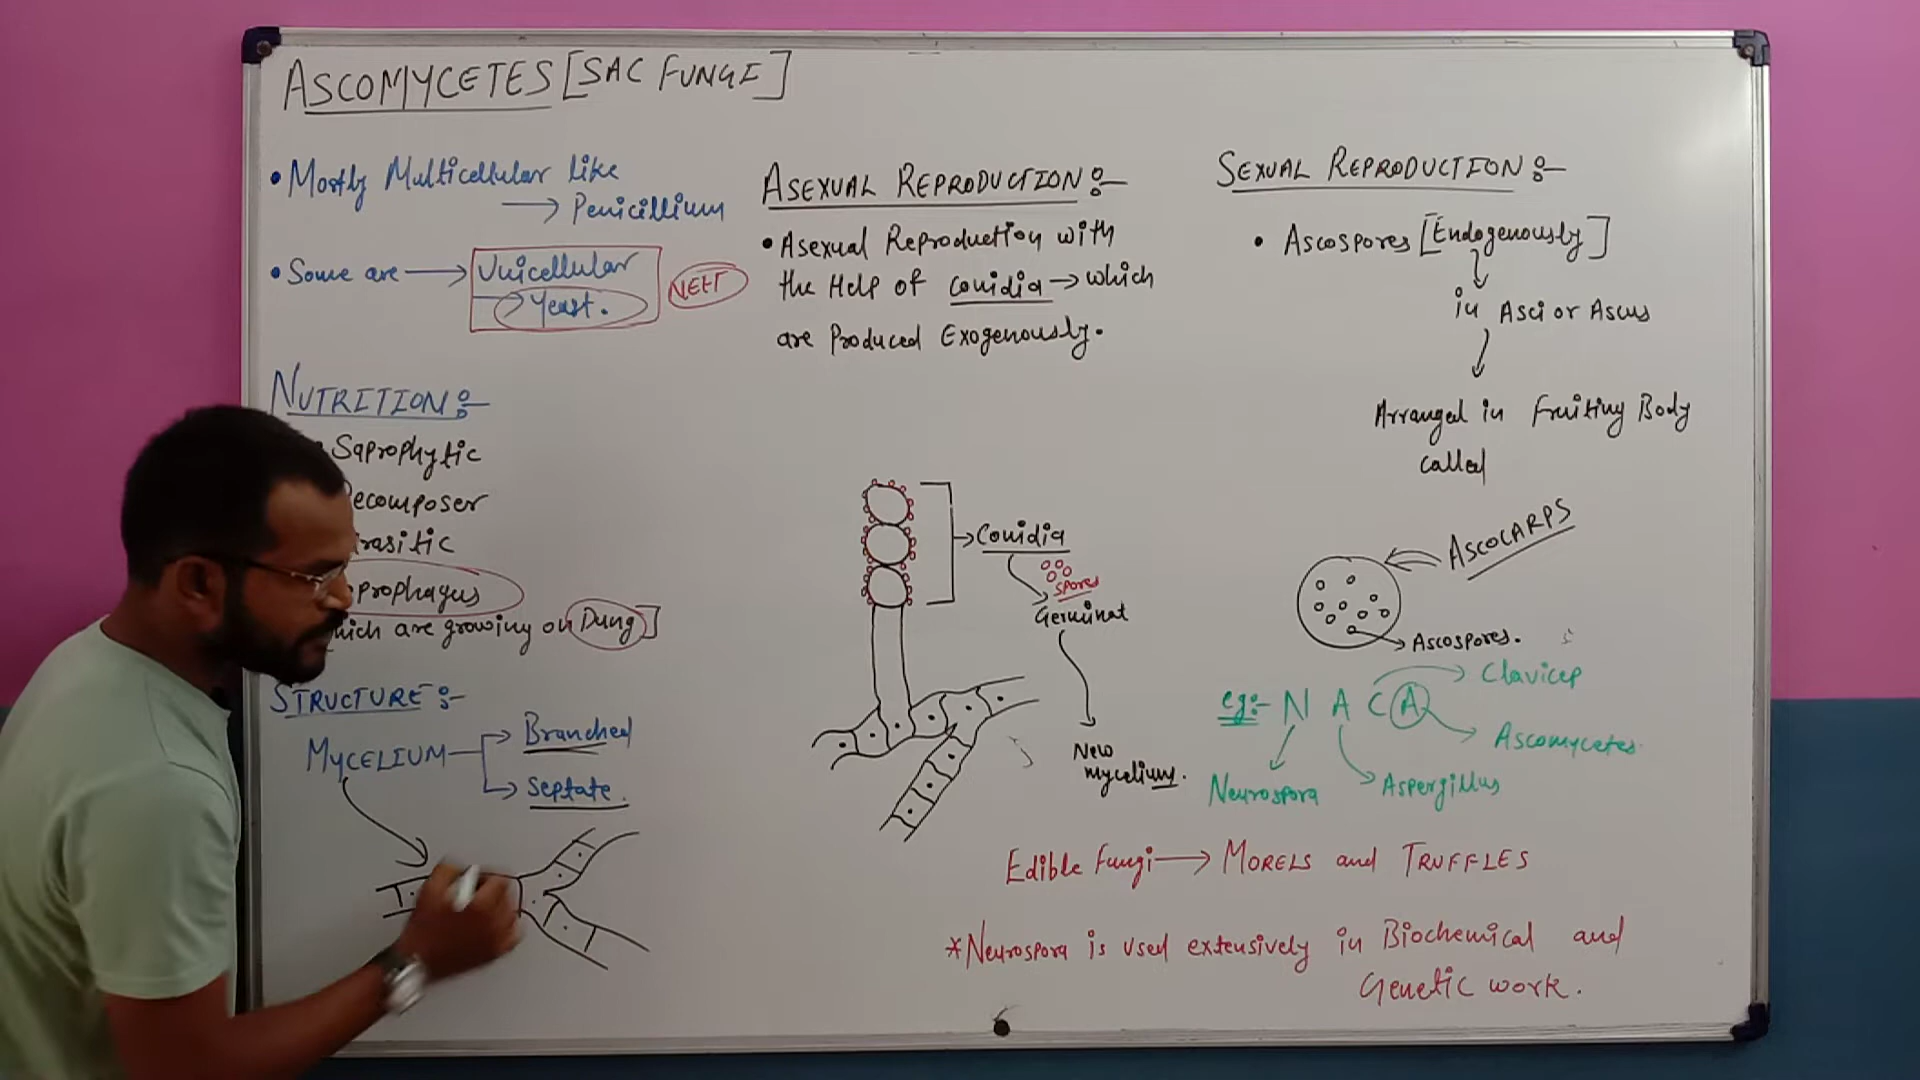 ASCOMYCETES [SAC FUNGI]
• Mostly Multicellular like
→ Penicillium
• Some are → Unicellular
→ Yeast.
NEET
NUTRITION :-
Saprophytic
ecomposer
rasitic
prophagus
hich are growing on Dung]
STRUCTURE :-
MYCELIUM
→ Branched
→ Septate.
ASEXUAL REPRODUCTION :-
• Asexual Reproduction with
the Help of Conidia → which
are Produced Exogenously.
→ Conidia
spores
Germinat
New
mycelium.
SEXUAL REPRODUCTION :-
• Ascospores [Endogenously]
in Asci or Ascus
Arranged in Fruiting Body
called
ASCOCARPS
Ascospores.
Clavicep
eg:- N A C A
Ascomycetes
Neurospora
Aspergillus
Edible Fungi → MORELS and TRUFFLES
*Neurospora is used extensively in Biochemical and
Genetic work.